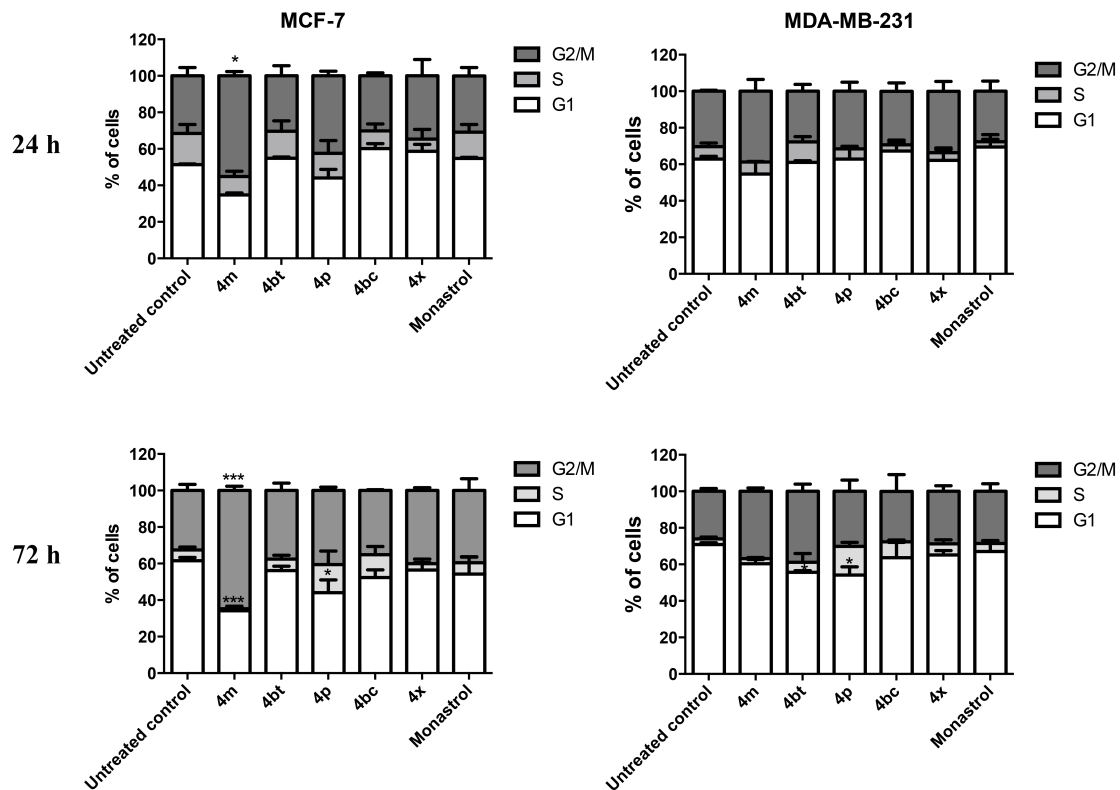 MCF-7
MDA-MB-231
24 h
% of cells
120
100
80
60
40
20
0
*
G2/M
S
G1
Untreated control
4m
4bt
4p
4bc
4x
Monastrol
% of cells
120
100
80
60
40
20
0
G2/M
S
G1
Untreated control
4m
4bt
4p
4bc
4x
Monastrol
72 h
% of cells
120
100
80
60
40
20
0
***
***
*
G2/M
S
G1
Untreated control
4m
4bt
4p
4bc
4x
Monastrol
% of cells
120
100
80
60
40
20
0
*
*
G2/M
S
G1
Untreated control
4m
4bt
4p
4bc
4x
Monastrol